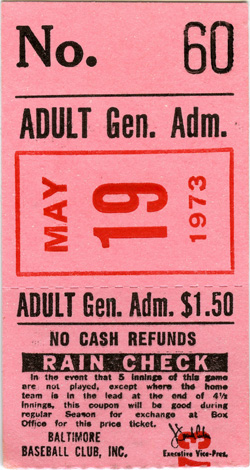 No. 60
ADULT Gen. Adm.
MAY
19
1973
ADULT Gen. Adm. $1.50
NO CASH REFUNDS
RAIN CHECK
In the event that 5 innings of this game
are not played, except where the home
team is in the lead at the end of 4½
innings, this coupon will be good during
regular Season for exchange at Box
Office for this price ticket.
BALTIMORE
BASEBALL CLUB, INC.
Executive Vice-Pres.